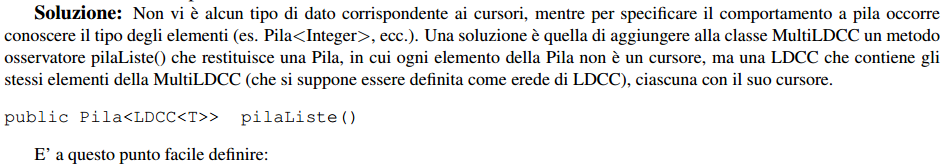 Soluzione: Non vi è alcun tipo di dato corrispondente ai cursori, mentre per specificare il comportamento a pila occorre
conoscere il tipo degli elementi (es. Pila<Integer>, ecc.). Una soluzione è quella di aggiungere alla classe MultiLDCC un metodo
osservatore pilaListe() che restituisce una Pila, in cui ogni elemento della Pila non è un cursore, ma una LDCC che contiene gli
stessi elementi della MultiLDCC (che si suppone essere definita come erede di LDCC), ciascuna con il suo cursore.
public Pila<LDCC<T>> pilaListe()
E' a questo punto facile definire: